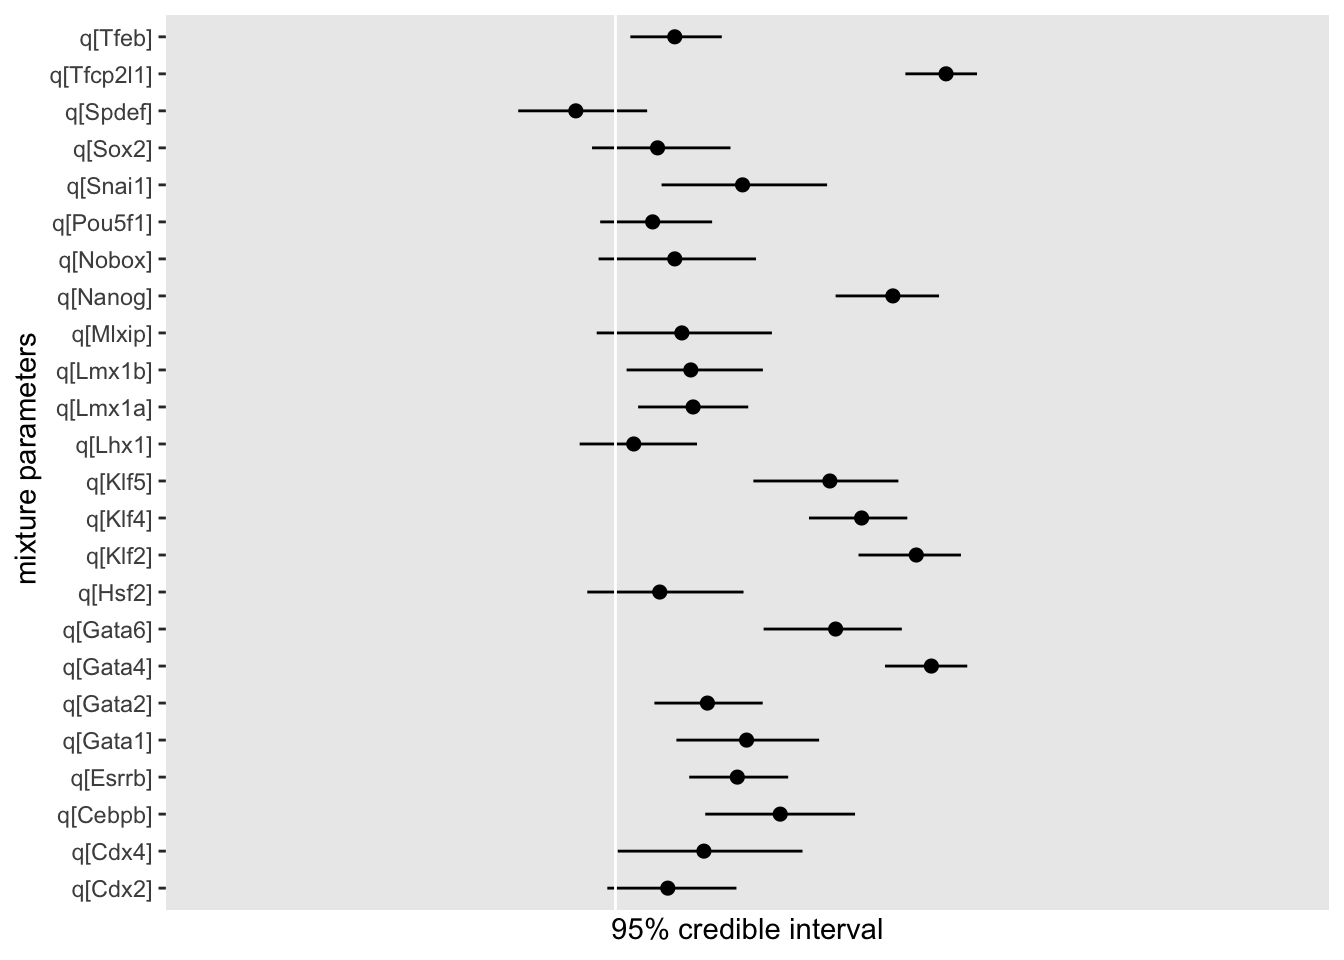 q[Tfeb]
q[Tfcp2l1]
q[Spdef]
q[Sox2]
q[Snai1]
q[Pou5f1]
q[Nobox]
q[Nanog]
q[Mlxip]
q[Lmx1b]
q[Lmx1a]
q[Lhx1]
q[Klf5]
q[Klf4]
q[Klf2]
q[Hsf2]
q[Gata6]
q[Gata4]
q[Gata2]
q[Gata1]
q[Esrrb]
q[Cebpb]
q[Cdx4]
q[Cdx2]
mixture parameters
95% credible interval